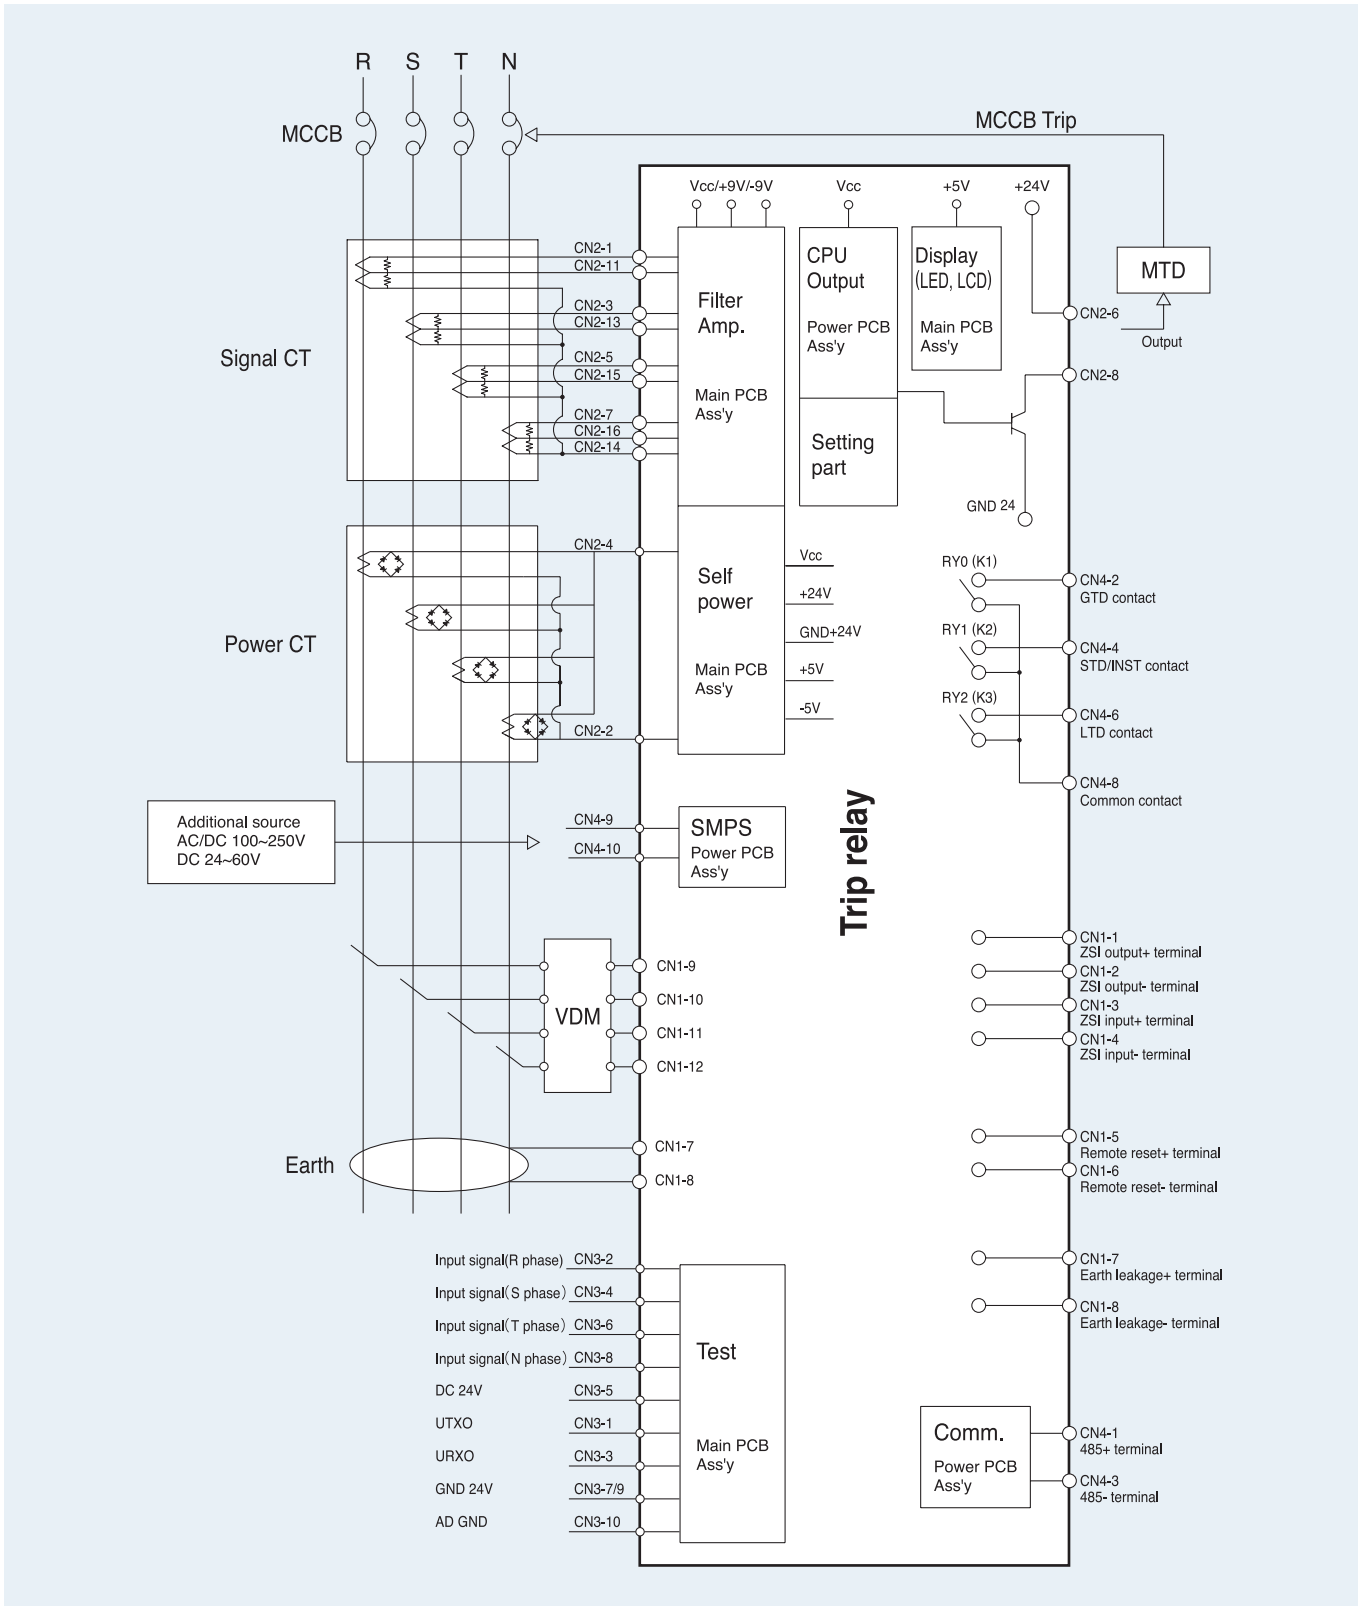 R S T N
MCCB
MCCB Trip
Vcc/+9V/-9V
Vcc
+5V
+24V
Signal CT
CN2-1
CN2-11
CN2-3
CN2-13
CN2-5
CN2-15
CN2-7
CN2-16
CN2-14
Filter
Amp.
Main PCB
Ass'y
CPU
Output
Power PCB
Ass'y
Setting
part
Display
(LED, LCD)
Main PCB
Ass'y
MTD
Output
CN2-6
CN2-8
GND 24
Power CT
CN2-4
CN2-2
Self
power
Main PCB
Ass'y
Vcc
+24V
GND+24V
+5V
-5V
RY0 (K1)
CN4-2
GTD contact
RY1 (K2)
CN4-4
STD/INST contact
RY2 (K3)
CN4-6
LTD contact
CN4-8
Common contact
Additional source
AC/DC 100~250V
DC 24~60V
CN4-9
CN4-10
SMPS
Power PCB
Ass'y
Trip relay
VDM
CN1-9
CN1-10
CN1-11
CN1-12
CN1-1
ZSI output+ terminal
CN1-2
ZSI output- terminal
CN1-3
ZSI input+ terminal
CN1-4
ZSI input- terminal
Earth
CN1-7
CN1-8
CN1-5
Remote reset+ terminal
CN1-6
Remote reset- terminal
CN1-7
Earth leakage+ terminal
CN1-8
Earth leakage- terminal
Input signal(R phase) CN3-2
Input signal(S phase) CN3-4
Input signal(T phase) CN3-6
Input signal(N phase) CN3-8
DC 24V CN3-5
UTXO CN3-1
URXO CN3-3
GND 24V CN3-7/9
AD GND CN3-10
Test
Main PCB
Ass'y
Comm.
Power PCB
Ass'y
CN4-1
485+ terminal
CN4-3
485- terminal